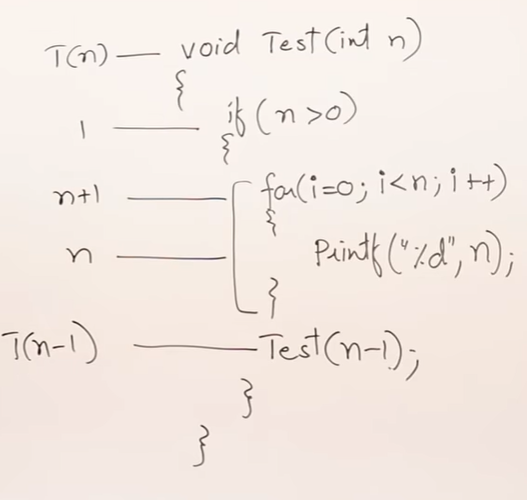 T(n) — void Test(int n)
{
1 — if(n>0)
{
n+1 — for(i=0; i<n; i++)
{
n — Printf("%d", n);
}
T(n-1) — Test(n-1);
}
}